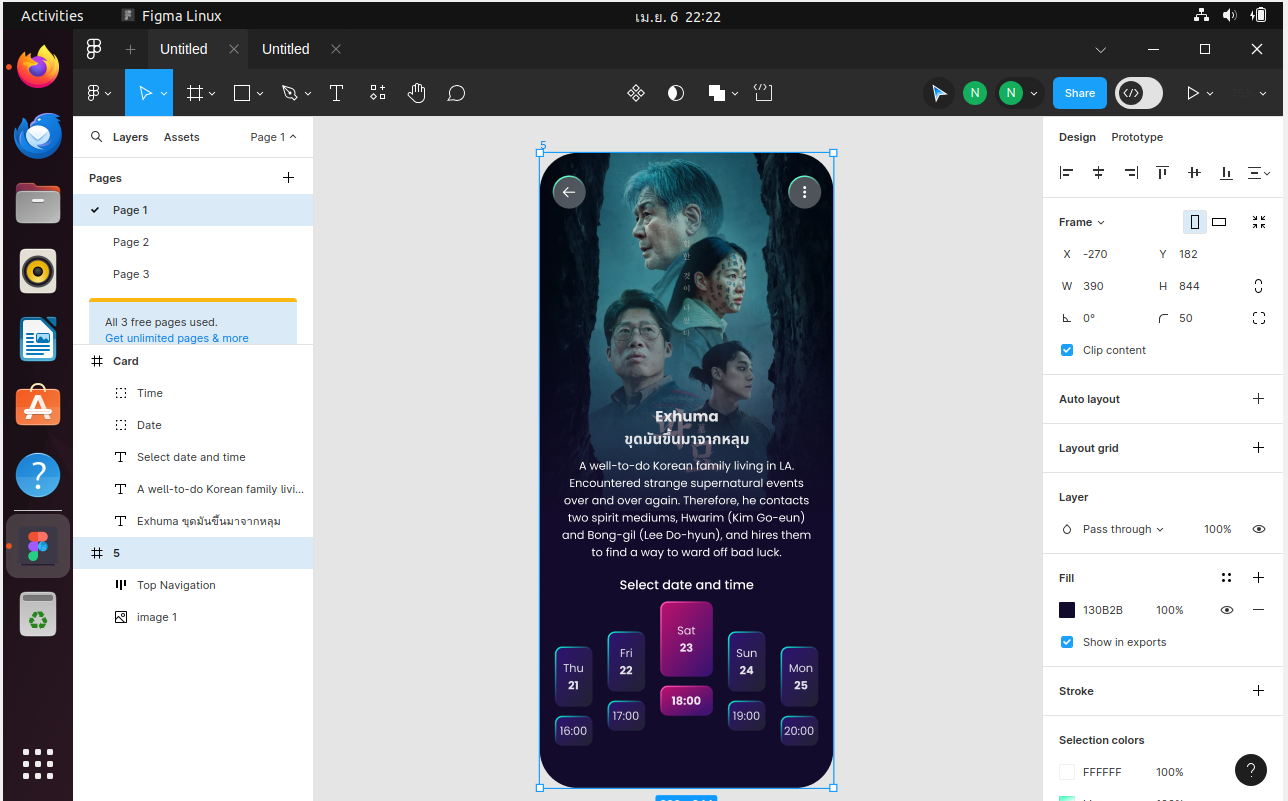 Activities
Figma Linux
เม.ย. 6 22:22
Untitled
Untitled
N
N
Share
Layers
Assets
Page 1
Pages
Page 1
Page 2
Page 3
All 3 free pages used.
Get unlimited pages & more
Card
Time
Date
Select date and time
A well-to-do Korean family livi...
Exhuma ขุดมันขึ้นมาจากหลุม
5
Top Navigation
image 1
5
Exhuma
ขุดมันขึ้นมาจากหลุม
A well-to-do Korean family living in LA.
Encountered strange supernatural events
over and over again. Therefore, he contacts
two spirit mediums, Hwarim (Kim Go-eun)
and Bong-gil (Lee Do-hyun), and hires them
to find a way to ward off bad luck.
Select date and time
Thu
21
16:00
Fri
22
17:00
Sat
23
18:00
Sun
24
19:00
Mon
25
20:00
Design
Prototype
Frame
X -270 Y 182
W 390 H 844
0° 50
Clip content
Auto layout
Layout grid
Layer
Pass through 100%
Fill
130B2B 100%
Show in exports
Stroke
Selection colors
FFFFFF 100%
?